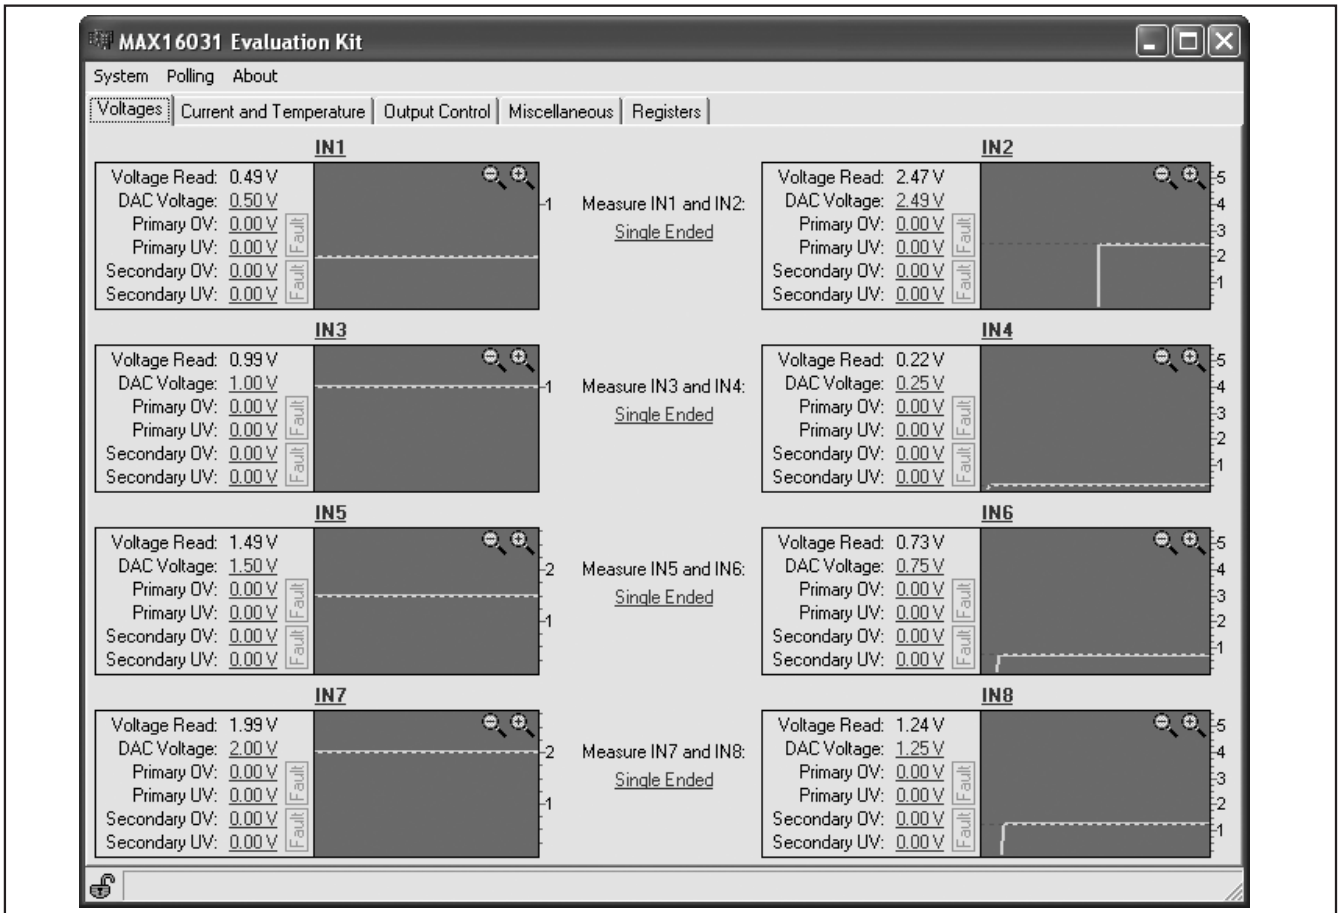 MAX16031 Evaluation Kit
System Polling About
Voltages Current and Temperature Output Control Miscellaneous Registers
IN1
Voltage Read: 0.49 V
DAC Voltage: 0.50 V
Primary OV: 0.00 V
Primary UV: 0.00 V
Fault
Secondary OV: 0.00 V
Secondary UV: 0.00 V
Fault
1
Measure IN1 and IN2:
Single Ended
IN2
Voltage Read: 2.47 V
DAC Voltage: 2.49 V
Primary OV: 0.00 V
Primary UV: 0.00 V
Fault
Secondary OV: 0.00 V
Secondary UV: 0.00 V
Fault
5
4
3
2
1
IN3
Voltage Read: 0.99 V
DAC Voltage: 1.00 V
Primary OV: 0.00 V
Primary UV: 0.00 V
Fault
Secondary OV: 0.00 V
Secondary UV: 0.00 V
Fault
1
Measure IN3 and IN4:
Single Ended
IN4
Voltage Read: 0.22 V
DAC Voltage: 0.25 V
Primary OV: 0.00 V
Primary UV: 0.00 V
Fault
Secondary OV: 0.00 V
Secondary UV: 0.00 V
Fault
5
4
3
2
1
IN5
Voltage Read: 1.49 V
DAC Voltage: 1.50 V
Primary OV: 0.00 V
Primary UV: 0.00 V
Fault
Secondary OV: 0.00 V
Secondary UV: 0.00 V
Fault
2
1
Measure IN5 and IN6:
Single Ended
IN6
Voltage Read: 0.73 V
DAC Voltage: 0.75 V
Primary OV: 0.00 V
Primary UV: 0.00 V
Fault
Secondary OV: 0.00 V
Secondary UV: 0.00 V
Fault
5
4
3
2
1
IN7
Voltage Read: 1.99 V
DAC Voltage: 2.00 V
Primary OV: 0.00 V
Primary UV: 0.00 V
Fault
Secondary OV: 0.00 V
Secondary UV: 0.00 V
Fault
2
1
Measure IN7 and IN8:
Single Ended
IN8
Voltage Read: 1.24 V
DAC Voltage: 1.25 V
Primary OV: 0.00 V
Primary UV: 0.00 V
Fault
Secondary OV: 0.00 V
Secondary UV: 0.00 V
Fault
5
4
3
2
1